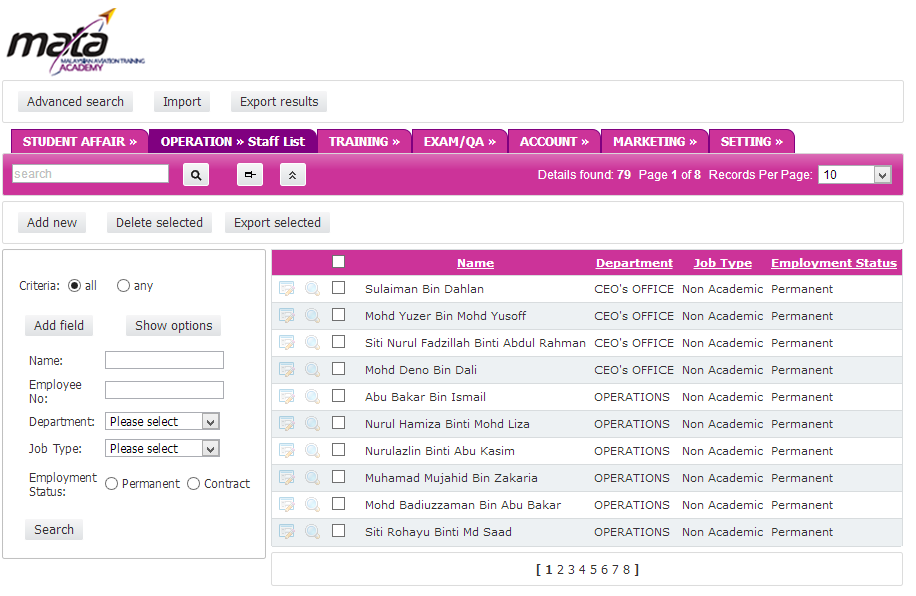 mata
MALAYSIAN AVIATION TRAINING
ACADEMY
Advanced search Import Export results
STUDENT AFFAIR » OPERATION » Staff List TRAINING » EXAM/QA » ACCOUNT » MARKETING » SETTING »
search Details found: 79 Page 1 of 8 Records Per Page: 10
Add new Delete selected Export selected
Criteria: all any
Add field Show options
Name:
Employee
No:
Department: Please select
Job Type: Please select
Employment
Status: Permanent Contract
Search
Name Department Job Type Employment Status
Sulaiman Bin Dahlan CEO's OFFICE Non Academic Permanent
Mohd Yuzer Bin Mohd Yusoff CEO's OFFICE Non Academic Permanent
Siti Nurul Fadzillah Binti Abdul Rahman CEO's OFFICE Non Academic Permanent
Mohd Deno Bin Dali CEO's OFFICE Non Academic Permanent
Abu Bakar Bin Ismail OPERATIONS Non Academic Permanent
Nurul Hamiza Binti Mohd Liza OPERATIONS Non Academic Permanent
Nurulazlin Binti Abu Kasim OPERATIONS Non Academic Permanent
Muhamad Mujahid Bin Zakaria OPERATIONS Non Academic Permanent
Mohd Badiuzzaman Bin Abu Bakar OPERATIONS Non Academic Permanent
Siti Rohayu Binti Md Saad OPERATIONS Non Academic Permanent
[ 1 2 3 4 5 6 7 8 ]